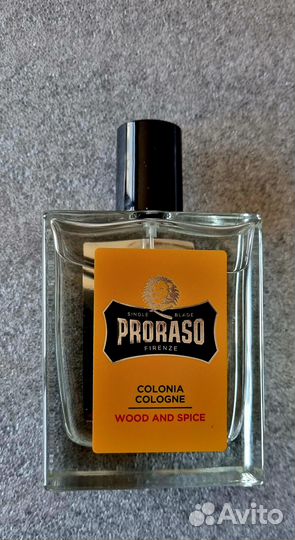 SINGLE BLADE
PRORASO
FIRENZE
COLONIA
COLOGNE
WOOD AND SPICE
Avito